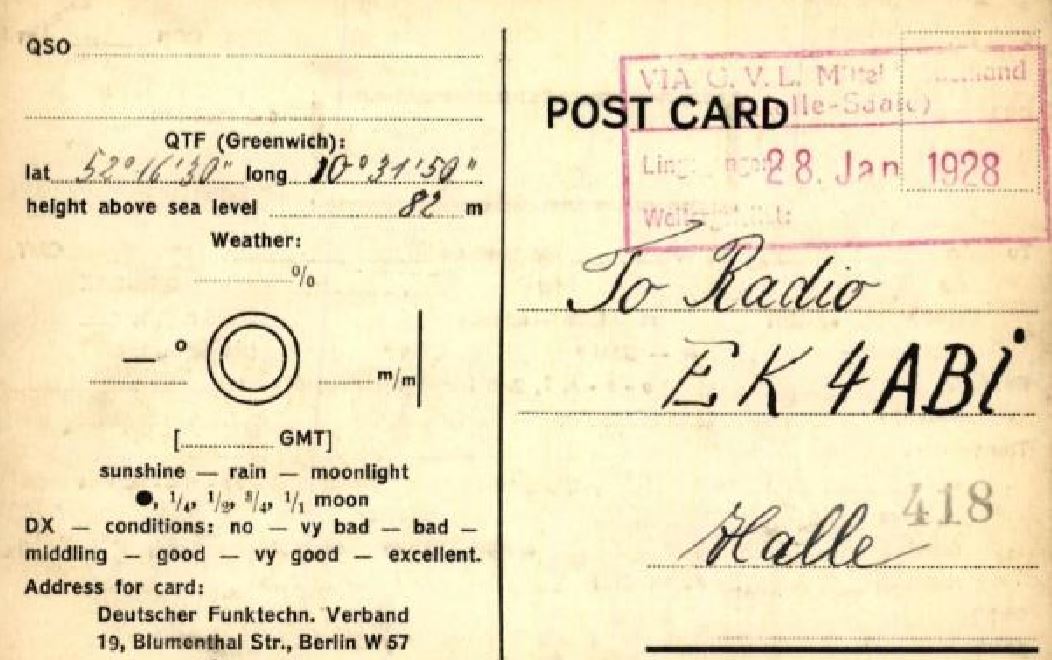 QSO
QTF (Greenwich):
lat 52° 16' 30" long 10° 31' 50"
height above sea level 82 m
Weather:
%
— ° m/m
[ GMT]
sunshine — rain — moonlight
●, 1/4, 1/2, 3/4, 1/1 moon
DX — conditions: no — vy bad — bad —
middling — good — vy good — excellent.
Address for card:
Deutscher Funktechn. Verband
19, Blumenthal Str., Berlin W 57
POST CARD
VIA
28. Jan 1928
To Radio
EK 4ABi
418
Halle